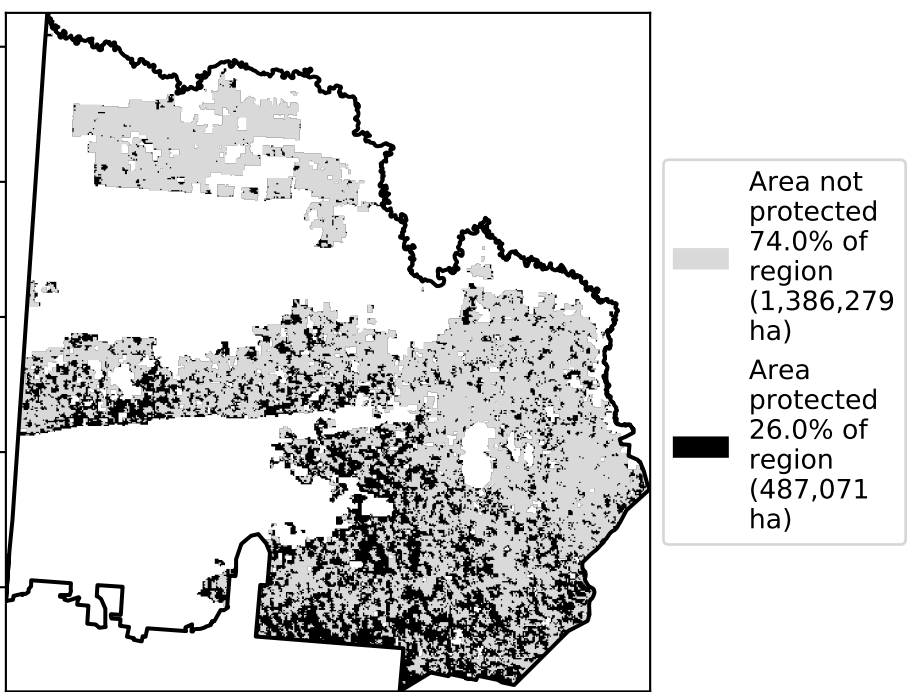 Area not
protected
74.0% of
region
(1,386,279
ha)
Area
protected
26.0% of
region
(487,071
ha)